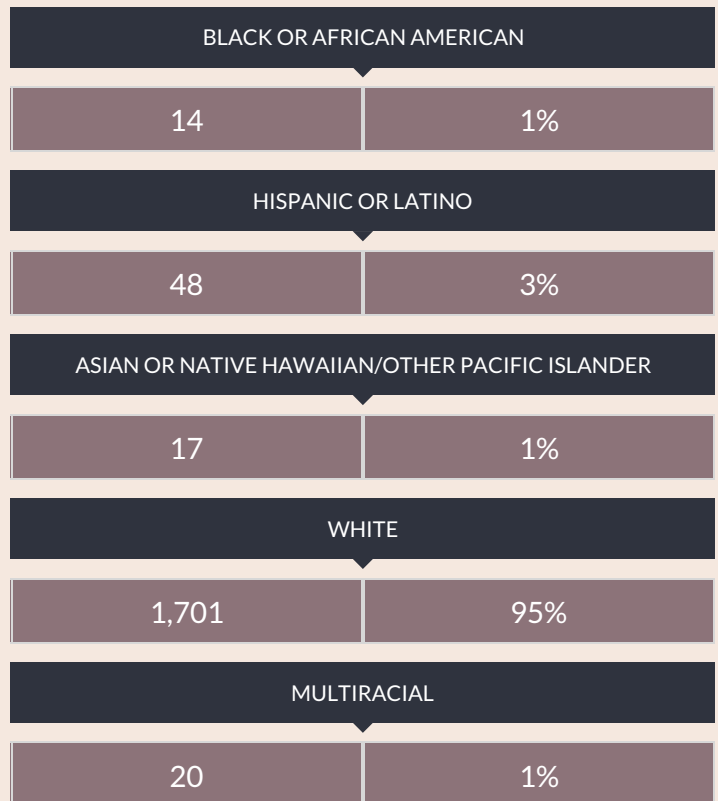 BLACK OR AFRICAN AMERICAN
14 1%
HISPANIC OR LATINO
48 3%
ASIAN OR NATIVE HAWAIIAN/OTHER PACIFIC ISLANDER
17 1%
WHITE
1,701 95%
MULTIRACIAL
20 1%